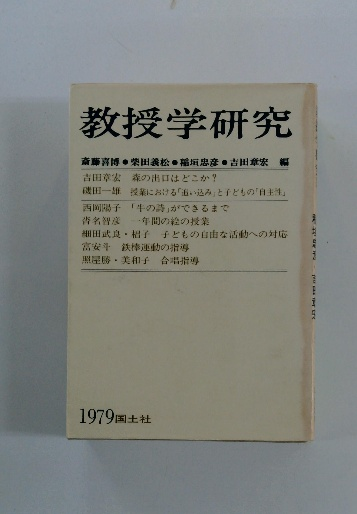 教授学研究
斎藤喜博●柴田義松●稲垣忠彦●吉田章宏 編
吉田章宏 森の出口はどこか?
磯田一雄 授業における「追い込み」と子どもの「自主性」
西岡陽子 「牛の詩」ができるまで
青名智彦 一年間の絵の授業
細田武良・招子 子どもの自由な活動への対応
富安斗 鉄棒運動の指導
照屋勝・美和子 合唱指導
1979国土社